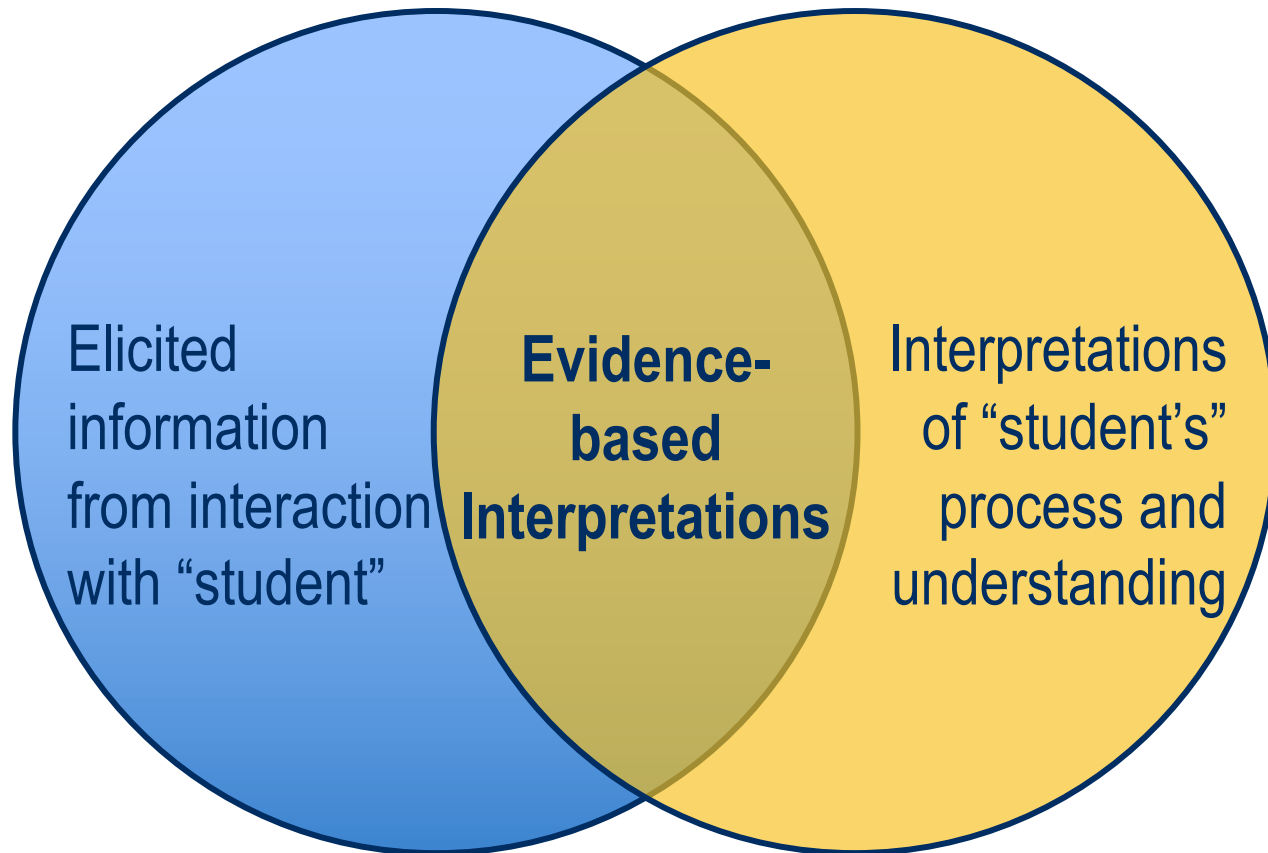 Elicited
information
from interaction
with “student”
Evidence-
based
Interpretations
Interpretations
of “student’s”
process and
understanding